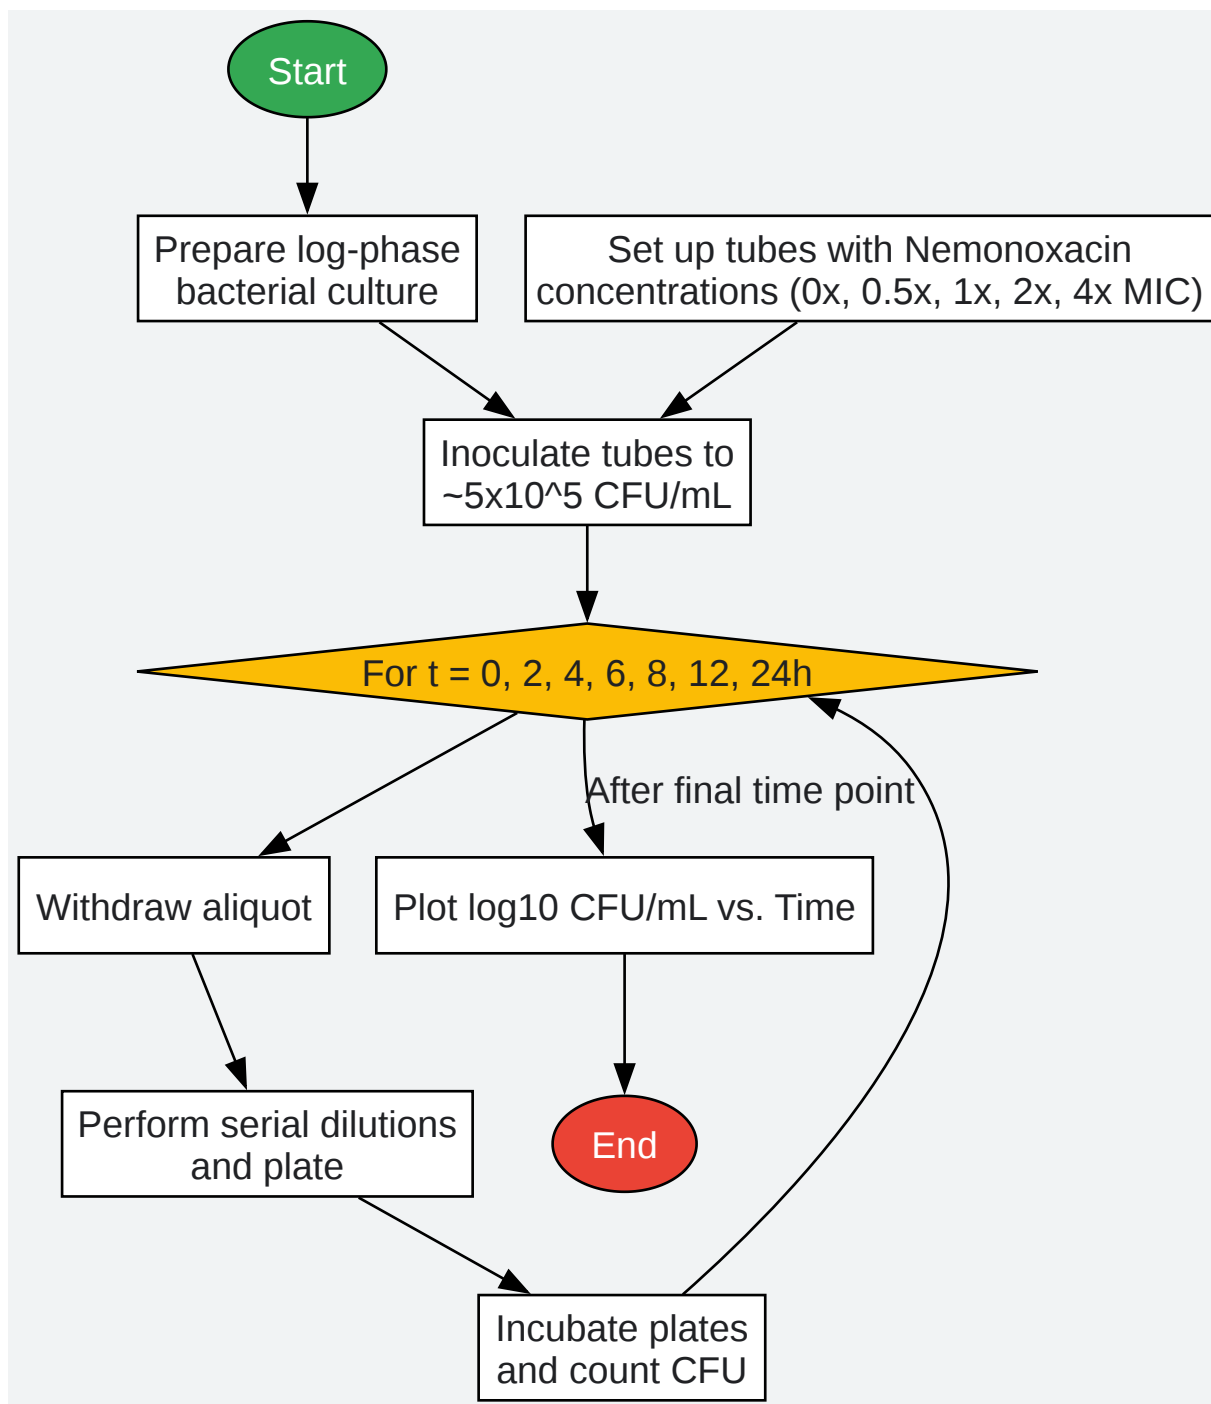 Start
Prepare log-phase
bacterial culture
Set up tubes with Nemonoxacin
concentrations (0x, 0.5x, 1x, 2x, 4x MIC)
Inoculate tubes to
~5x10^5 CFU/mL
For t = 0, 2, 4, 6, 8, 12, 24h
After final time point
Withdraw aliquot
Plot log10 CFU/mL vs. Time
Perform serial dilutions
and plate
End
Incubate plates
and count CFU